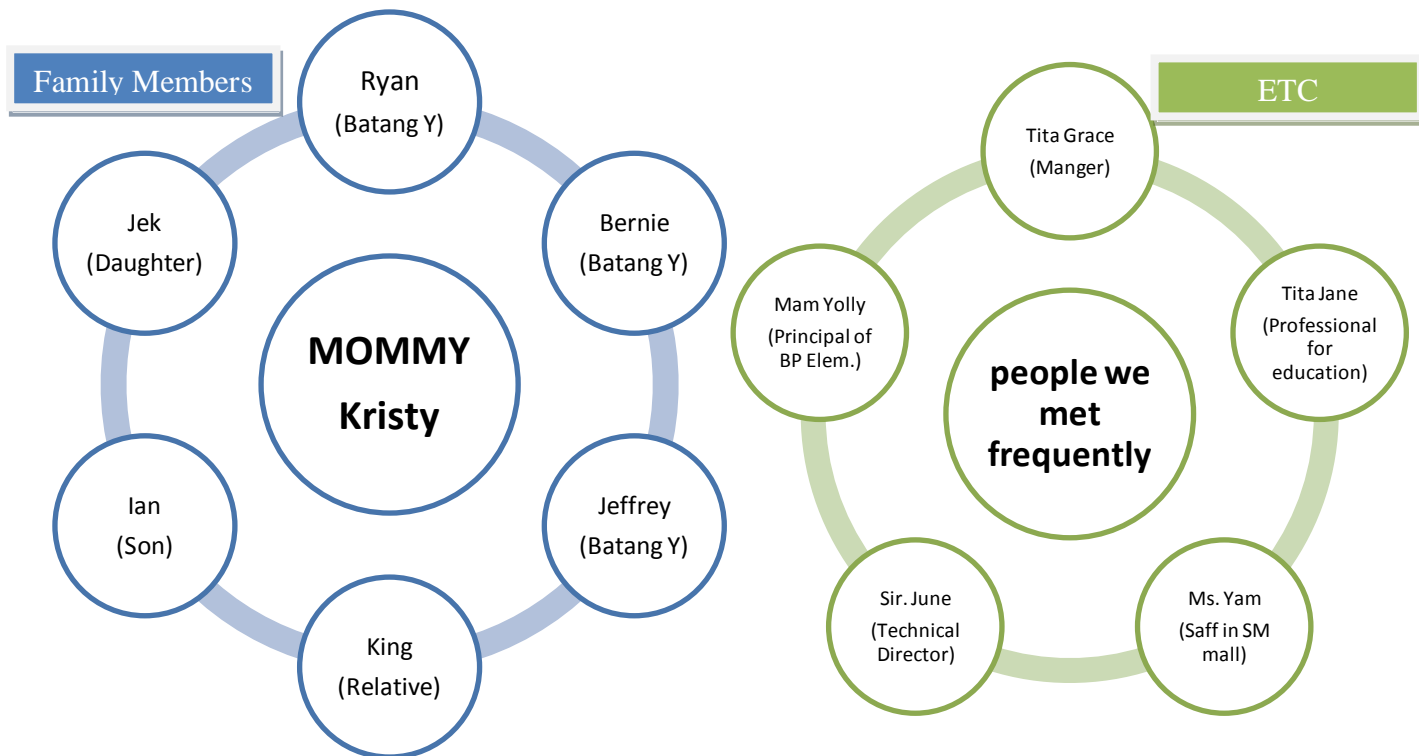 Family Members
Ryan
(Batang Y)
Jek
(Daughter)
Bernie
(Batang Y)
MOMMY
Kristy
Ian
(Son)
Jeffrey
(Batang Y)
King
(Relative)
ETC
Tita Grace
(Manger)
Mam Yolly
(Principal of
BP Elem.)
Tita Jane
(Professional
for
education)
people we
met
frequently
Sir. June
(Technical
Director)
Ms. Yam
(Saff in SM
mall)